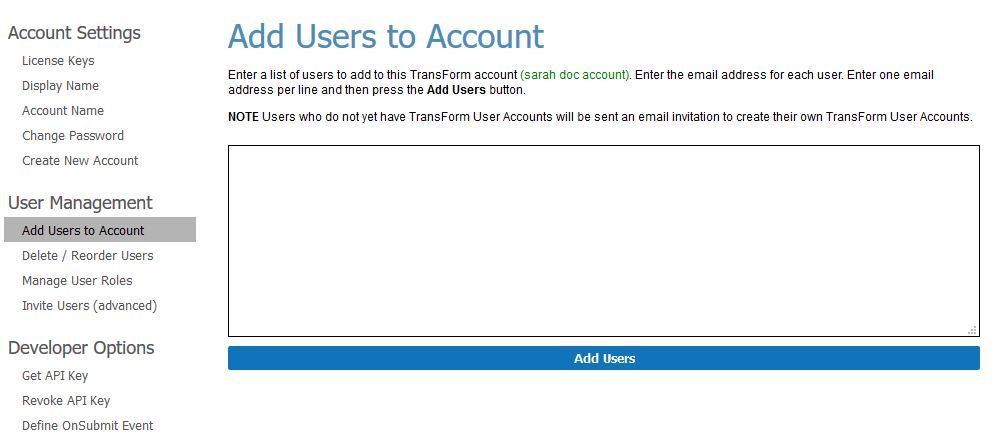 Account Settings
License Keys
Display Name
Account Name
Change Password
Create New Account
User Management
Add Users to Account
Delete / Reorder Users
Manage User Roles
Invite Users (advanced)
Developer Options
Get API Key
Revoke API Key
Define OnSubmit Event
Add Users to Account
Enter a list of users to add to this TransForm account (sarah doc account). Enter the email address for each user. Enter one email
address per line and then press the Add Users button.
NOTE Users who do not yet have TransForm User Accounts will be sent an email invitation to create their own TransForm User Accounts.
Add Users